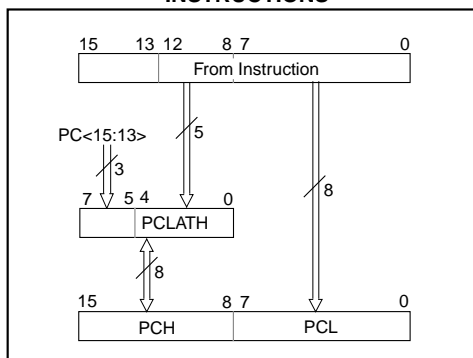 INSTRUCTIONS
15 13 12 8 7 0
From Instruction
5
PC<15:13>
3
8
7 5 4 0
PCLATH
8
15 8 7 0
PCH PCL